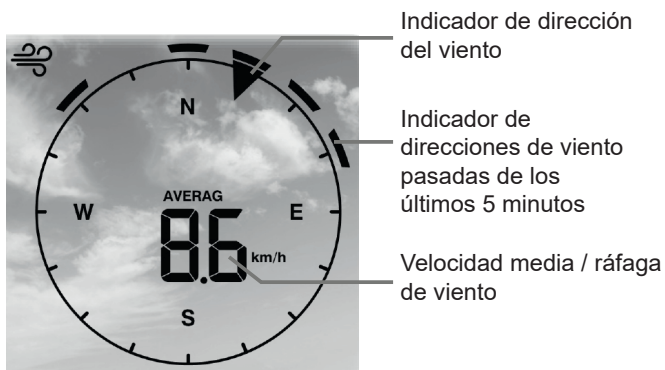 Indicador de dirección
del viento
N
Indicador de
direcciones de viento
pasadas de los
últimos 5 minutos
AVERAG
W
E
8.6 km/h
Velocidad media / ráfaga
de viento
S